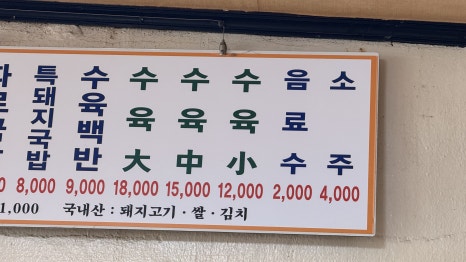 특돼지국밥 8,000
수육백반 9,000
수육 大 18,000
수육 中 15,000
수육 小 12,000
음료수 2,000
소주 4,000
1,000 국내산 : 돼지고기 · 쌀 · 김치